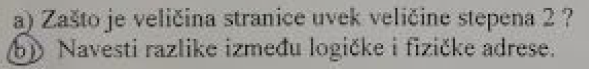 a) Zašto je veličina stranice uvek veličine stepena 2 ?
b) Navesti razlike između logičke i fizičke adrese.